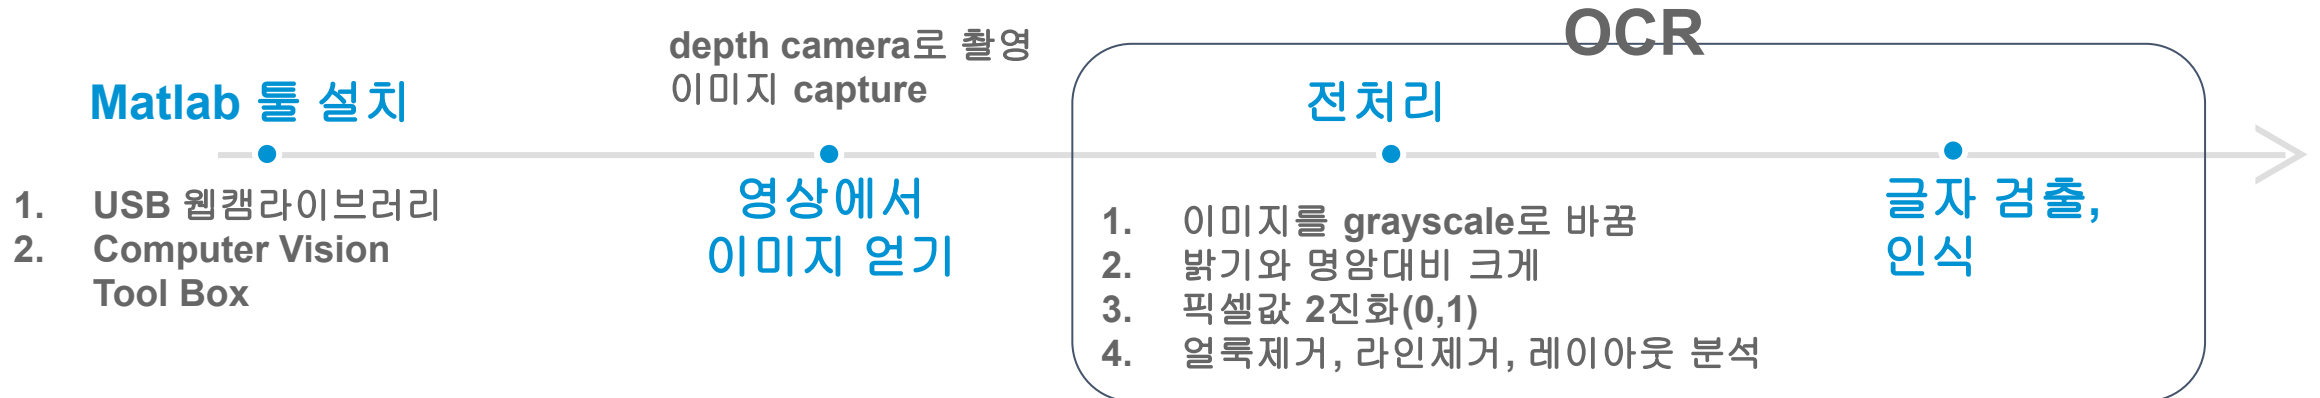 Matlab 툴 설치
1. USB 웹캠라이브러리
2. Computer Vision
Tool Box
depth camera로 촬영
이미지 capture
영상에서
이미지 얻기
OCR
전처리
1. 이미지를 grayscale로 바꿈
2. 밝기와 명암대비 크게
3. 픽셀값 2진화(0,1)
4. 얼룩제거, 라인제거, 레이아웃 분석
글자 검출,
인식